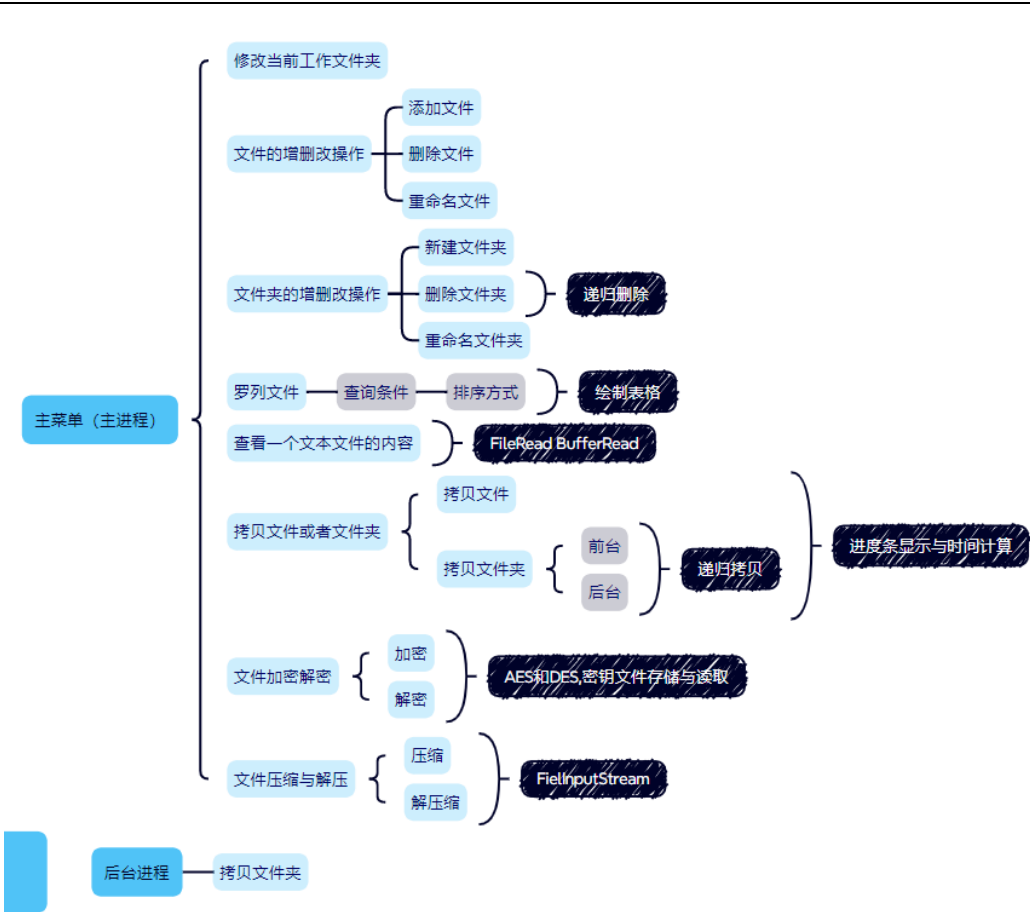 主菜单（主进程）
修改当前工作文件夹
文件的增删改操作
添加文件
删除文件
重命名文件
文件夹的增删改操作
新建文件夹
删除文件夹
递归删除
重命名文件夹
罗列文件
查询条件
排序方式
绘制表格
查看一个文本文件的内容
FileRead BufferRead
拷贝文件或者文件夹
拷贝文件
拷贝文件夹
前台
后台
递归拷贝
进度条显示与时间计算
文件加密解密
加密
解密
AES和DES,密钥文件存储与读取
文件压缩与解压
压缩
解压缩
FielInputStream
后台进程
拷贝文件夹